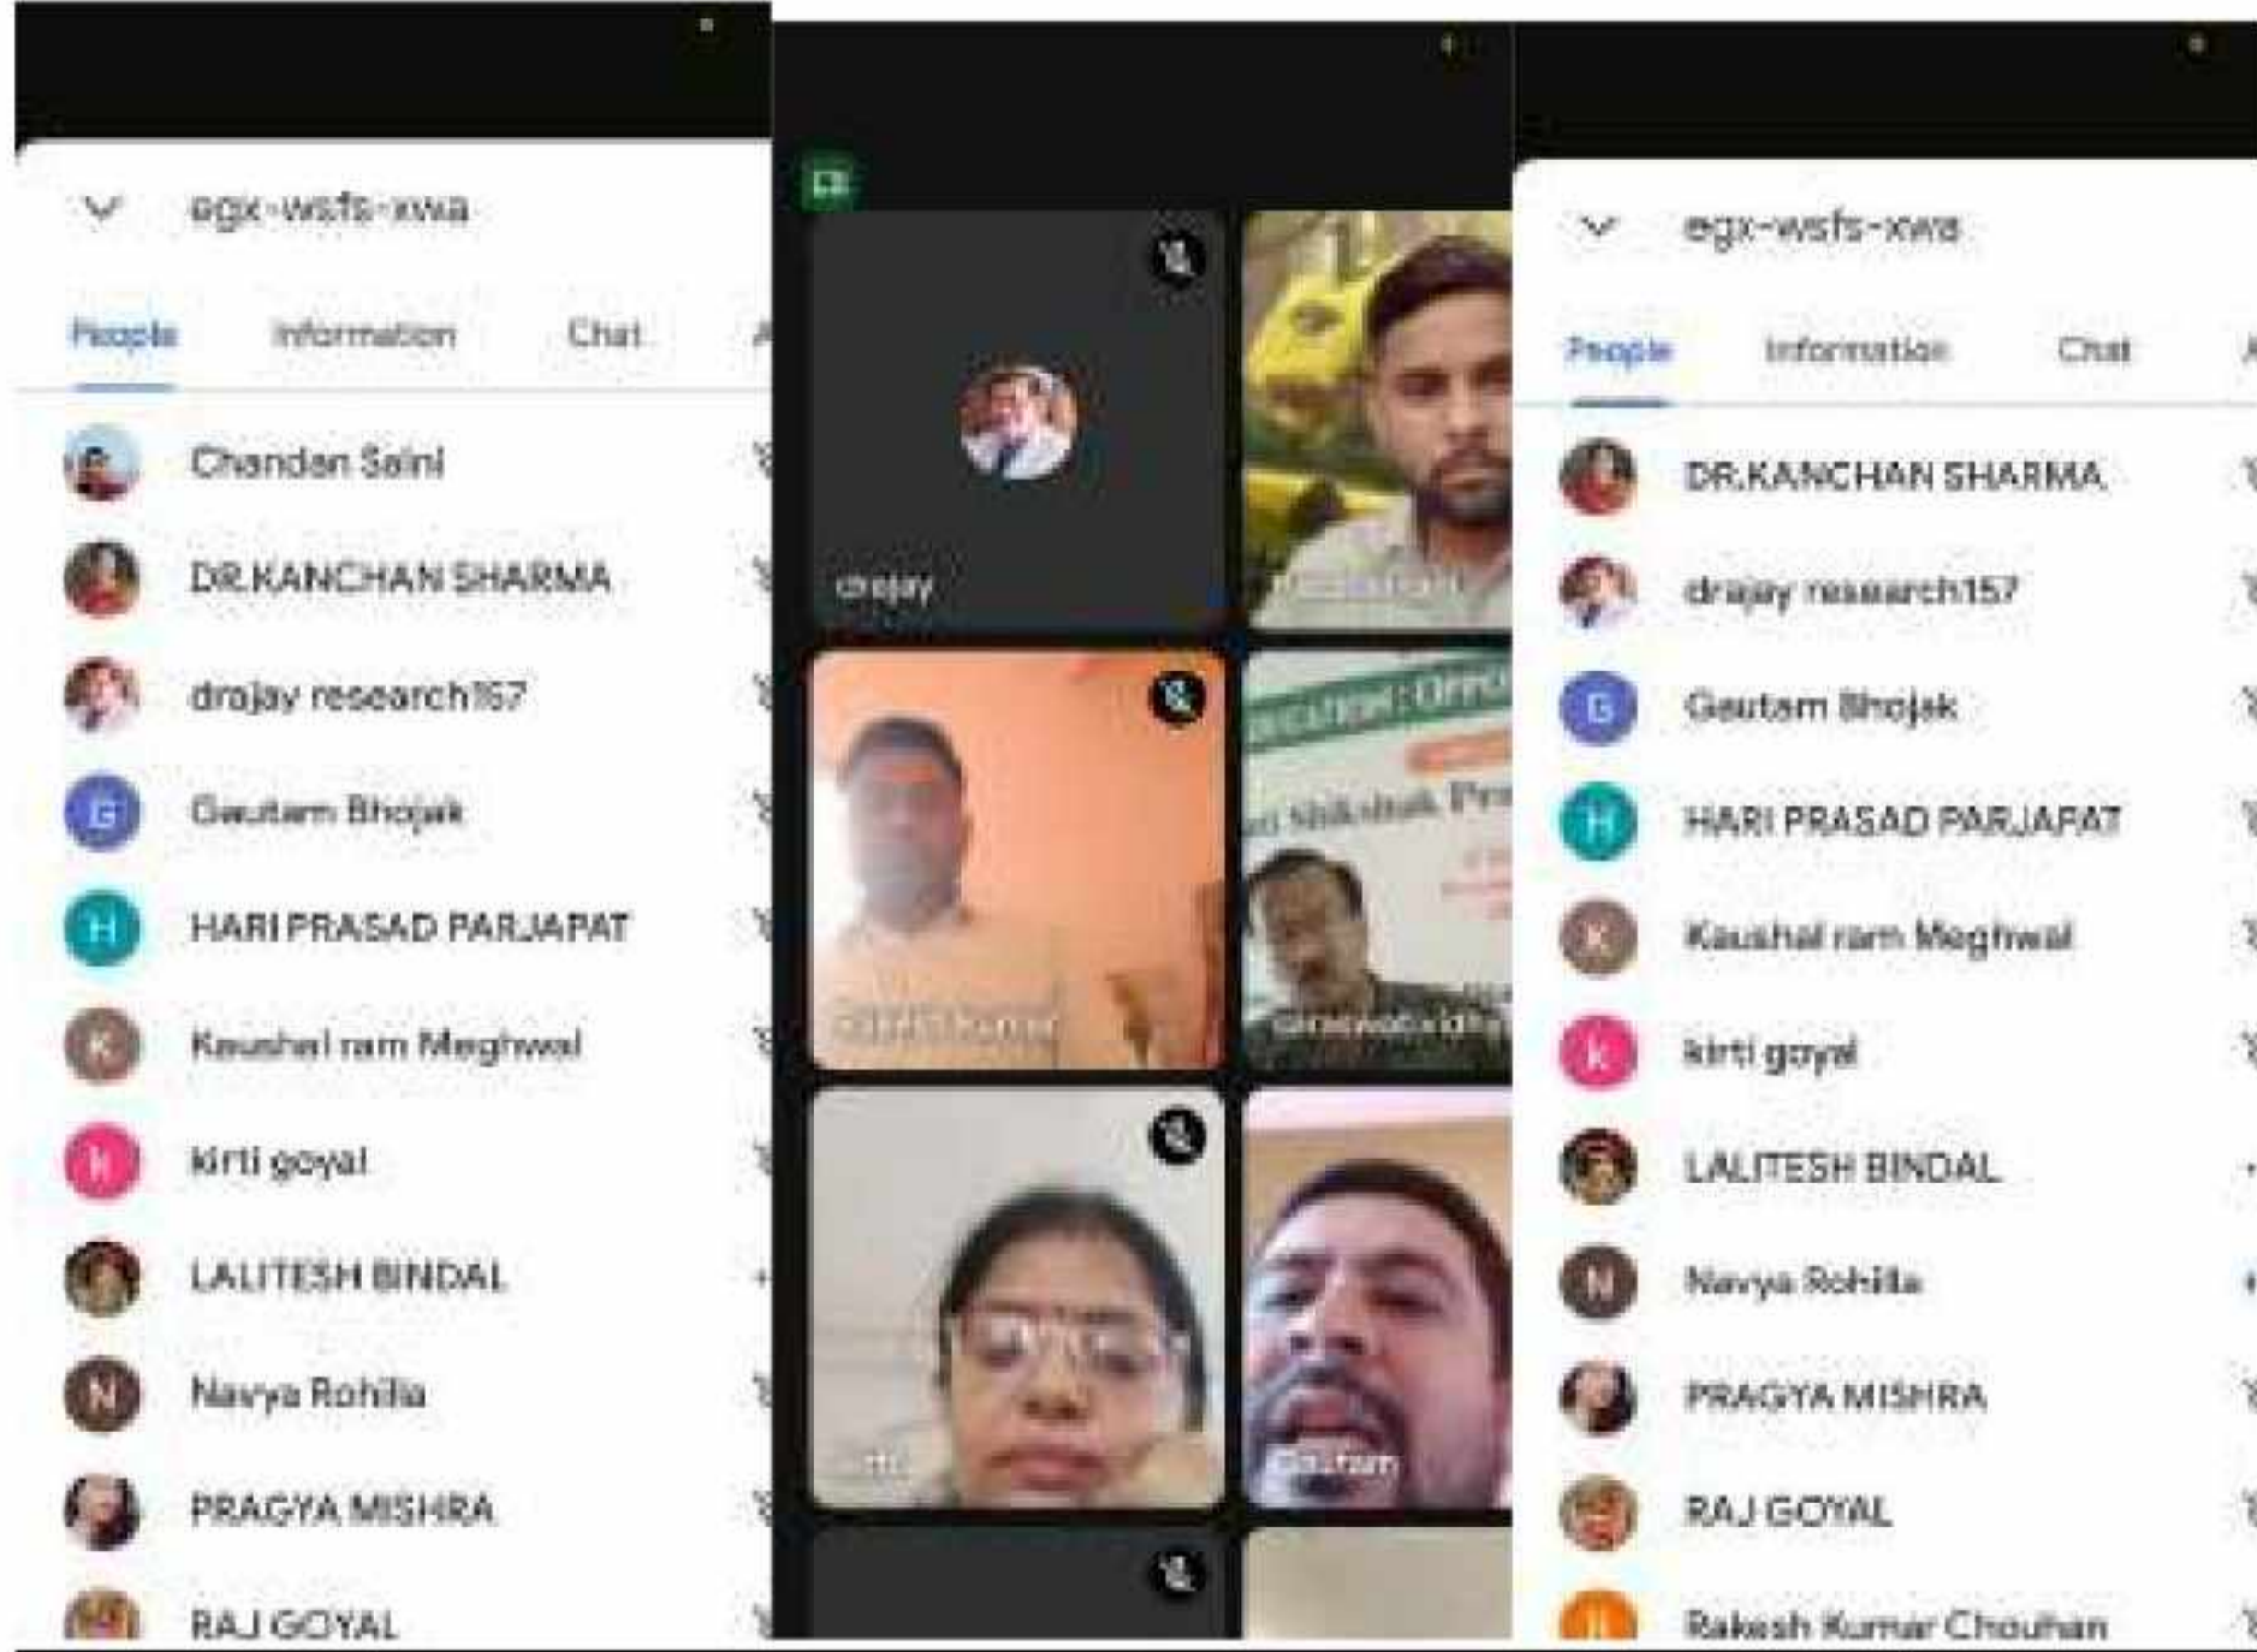 egx-wsfs-xwa
People Information Chat
Chandan Saini
DR.KANCHAN SHARMA
drajay research157
G Gautam Bhojak
H HARI PRASAD PARJAPAT
K Kaushal ram Meghwal
k kirti goyal
LALITESH BINDAL
N Navya Rohilla
PRAGYA MISHRA
RAJ GOYAL
drajay
Shikshak
Gautam
egx-wsfs-xwa
People Information Chat
DR.KANCHAN SHARMA
drajay research157
G Gautam Bhojak
H HARI PRASAD PARJAPAT
K Kaushal ram Meghwal
k kirti goyal
LALITESH BINDAL
N Navya Rohilla
PRAGYA MISHRA
RAJ GOYAL
Rakesh Kumar Chouhan